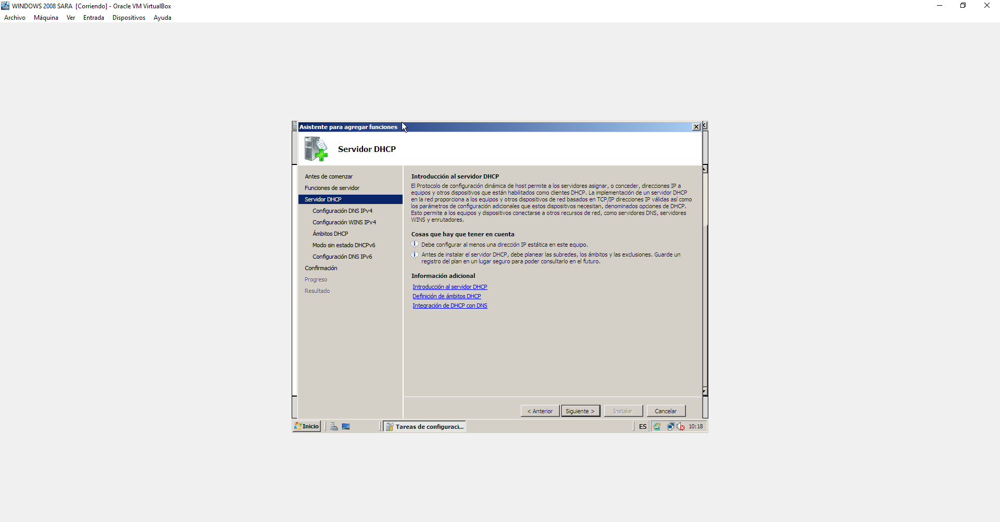 WINDOWS 2008 SARA [Corriendo] - Oracle VM VirtualBox
Archivo Máquina Ver Entrada Dispositivos Ayuda
Asistente para agregar funciones
Servidor DHCP
Antes de comenzar
Funciones de servidor
Servidor DHCP
Configuración DNS IPv4
Configuración WINS IPv4
Ámbitos DHCP
Modo sin estado DHCPv6
Configuración DNS IPv6
Confirmación
Progreso
Resultado
Introducción al servidor DHCP
El Protocolo de configuración dinámica de host permite a los servidores asignar, o conceder, direcciones IP a
equipos y otros dispositivos que están habilitados como clientes DHCP. La implementación de un servidor DHCP
en la red proporciona a los equipos y otros dispositivos de red basados en TCP/IP direcciones IP válidas así como
los parámetros de configuración adicionales que estos dispositivos necesitan, denominados opciones de DHCP.
Esto permite a los equipos y dispositivos conectarse a otros recursos de red, como servidores DNS, servidores
WINS y enrutadores.
Cosas que hay que tener en cuenta
Debe configurar al menos una dirección IP estática en este equipo.
Antes de instalar el servidor DHCP, debe planear las subredes, los ámbitos y las exclusiones. Guarde un
registro del plan en un lugar seguro para poder consultarlo en el futuro.
Información adicional
Introducción al servidor DHCP
Definición de ámbitos DHCP
Integración de DHCP con DNS
< Anterior Siguiente > Instalar Cancelar
Inicio Tareas de configuraci... ES 10:18